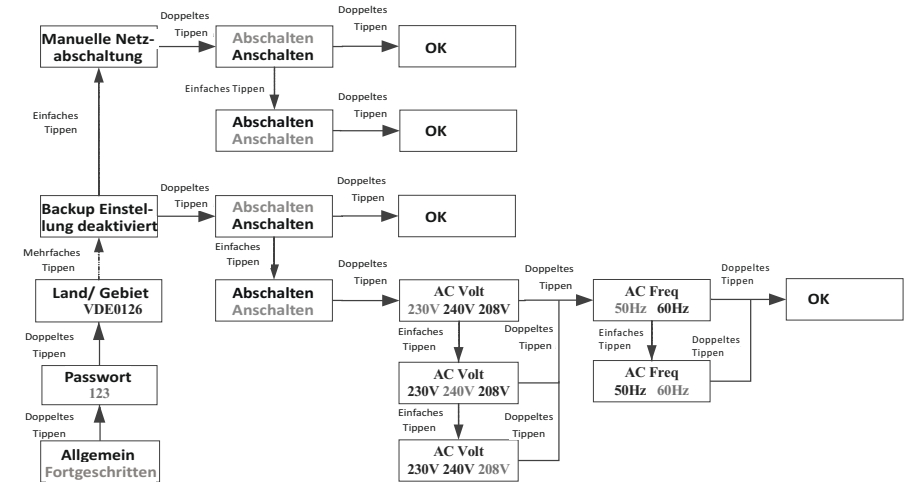 Doppeltes
Tippen
Doppeltes
Tippen
Manuelle Netz-
abschaltung
Abschalten
Anschalten
OK
Einfaches Tippen
Doppeltes
Tippen
Einfaches
Tippen
Abschalten
Anschalten
OK
Doppeltes
Tippen
Doppeltes
Tippen
Backup Einstel-
lung deaktiviert
Abschalten
Anschalten
OK
Mehrfaches
Tippen
Einfaches
Tippen
Doppeltes
Tippen
Doppeltes
Tippen
Doppeltes
Tippen
Land/ Gebiet
VDE0126
Abschalten
Anschalten
AC Volt
230V 240V 208V
AC Freq
50Hz 60Hz
OK
Doppeltes
Tippen
Einfaches
Tippen
Doppeltes
Tippen
Einfaches
Tippen
Doppeltes
Tippen
Passwort
123
AC Volt
230V 240V 208V
AC Freq
50Hz 60Hz
Doppeltes
Tippen
Einfaches
Tippen
Doppeltes
Tippen
Allgemein
Fortgeschritten
AC Volt
230V 240V 208V